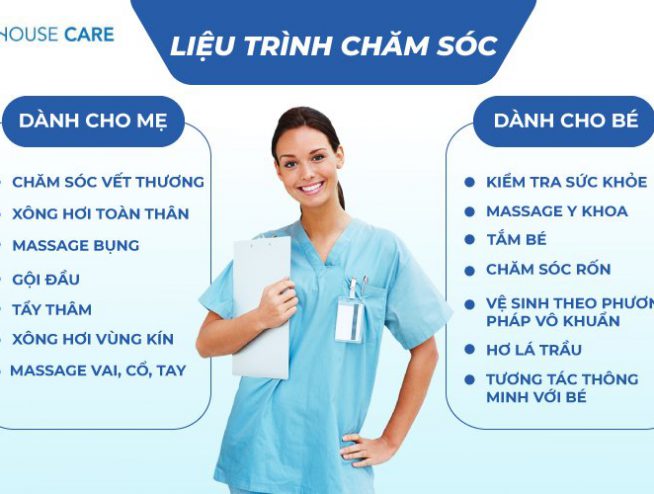 HOUSE CARE
LIỆU TRÌNH CHĂM SÓC
DÀNH CHO MẸ
CHĂM SÓC VẾT THƯƠNG
XÔNG HƠI TOÀN THÂN
MASSAGE BỤNG
GỘI ĐẦU
TẨY THÂM
XÔNG HƠI VÙNG KÍN
MASSAGE VAI, CỔ, TAY
DÀNH CHO BÉ
KIỂM TRA SỨC KHỎE
MASSAGE Y KHOA
TẮM BÉ
CHĂM SÓC RỐN
VỆ SINH THEO PHƯƠN
PHÁP VÔ KHUẨN
HƠ LÁ TRẦU
TƯƠNG TÁC THÔNG
MINH VỚI BÉ